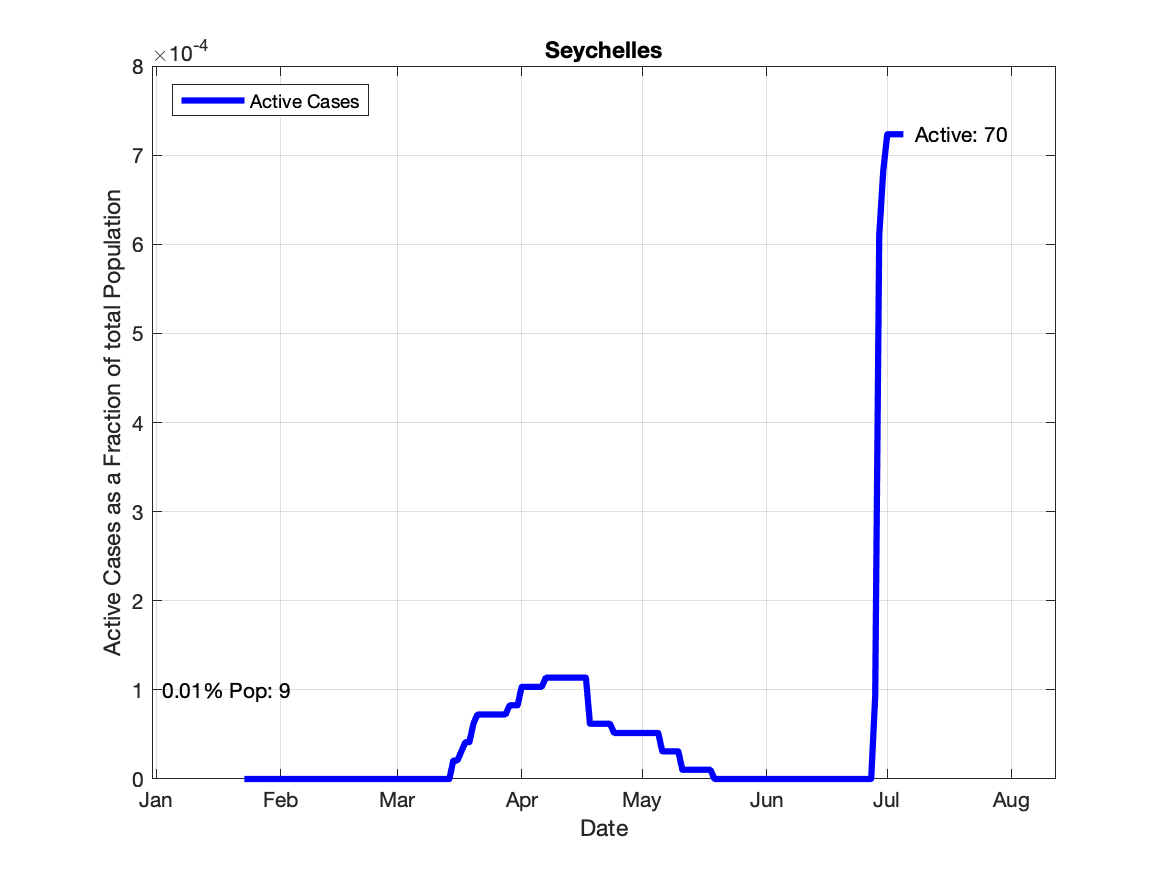 Seychelles
×10-4
8
Active Cases
Active: 70
7
6
5
4
3
2
1
0.01% Pop: 9
0
Active Cases as a Fraction of total Population
Jan Feb Mar Apr May Jun Jul Aug
Date